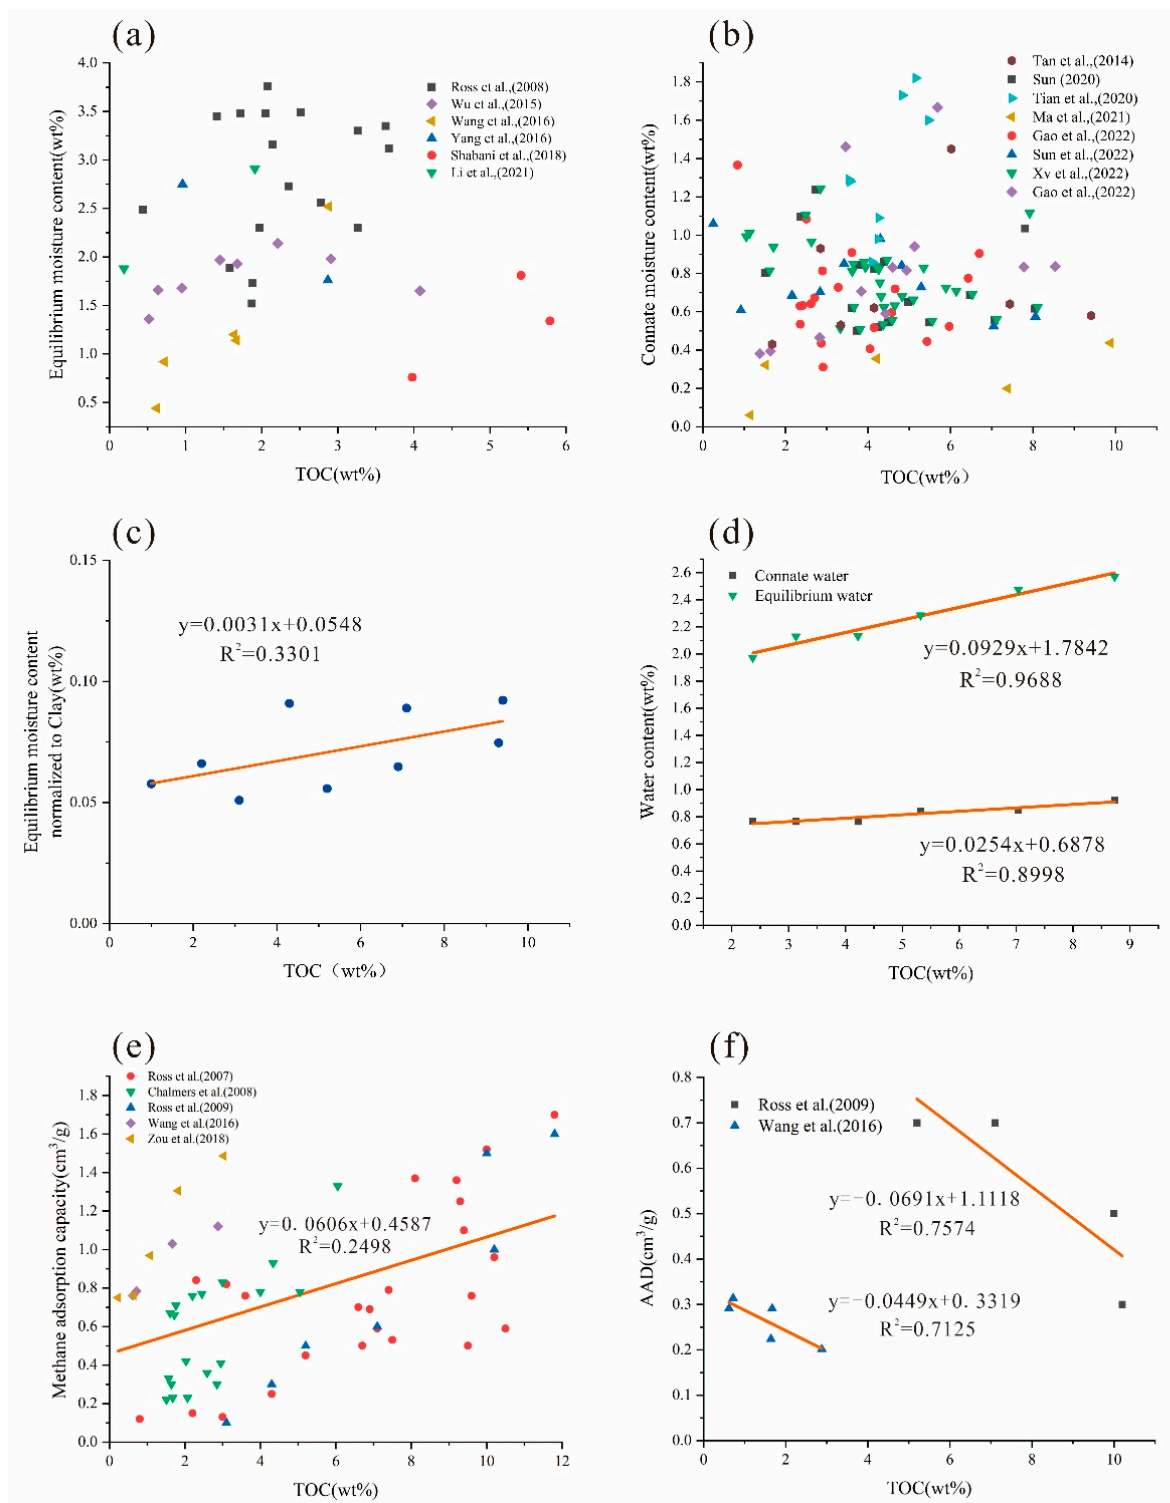 (a)
4.0
3.5
3.0
2.5
2.0
1.5
1.0
0.5
Equilibrium moisture content(wt%)
Ross et al.,(2008)
Wu et al.,(2015)
Wang et al.,(2016)
Yang et al.,(2016)
Shabani et al.,(2018)
Li et al.,(2021)
0 1 2 3 4 5 6
TOC(wt%)
(b)
1.8
1.6
1.4
1.2
1.0
0.8
0.6
0.4
0.2
0.0
Connate moisture content(wt%)
Tan et al.,(2014)
Sun (2020)
Tian et al.,(2020)
Ma et al.,(2021)
Gao et al.,(2022)
Sun et al.,(2022)
Xv et al.,(2022)
Gao et al.,(2022)
0 2 4 6 8 10
TOC(wt%）
(c)
0.15
0.10
0.05
0.00
Equilibrium moisture content
normalized to Clay(wt%)
y=0.0031x+0.0548
R²=0.3301
0 2 4 6 8 10
TOC（wt%）
(d)
2.6
2.4
2.2
2.0
1.8
1.6
1.4
1.2
1.0
0.8
0.6
0.4
0.2
0.0
Water content(wt%)
Connate water
Equilibrium water
y=0.0929x+1.7842
R²=0.9688
y=0.0254x+0.6878
R²=0.8998
2 3 4 5 6 7 8 9
TOC(wt%)
(e)
1.8
1.6
1.4
1.2
1.0
0.8
0.6
0.4
0.2
0.0
Methane adsorption capacity(cm³/g)
Ross et al.(2007)
Chalmers et al.(2008)
Ross et al.(2009)
Wang et al.(2016)
Zou et al.(2018)
y=0. 0606x+0.4587
R²=0.2498
0 2 4 6 8 10 12
TOC(wt%)
(f)
0.8
0.7
0.6
0.5
0.4
0.3
0.2
0.1
0.0
AAD(cm³/g)
Ross et al.(2009)
Wang et al.(2016)
y=−0. 0691x+1.1118
R²=0.7574
y=−0.0449x+0. 3319
R²=0.7125
0 2 4 6 8 10
TOC(wt%)